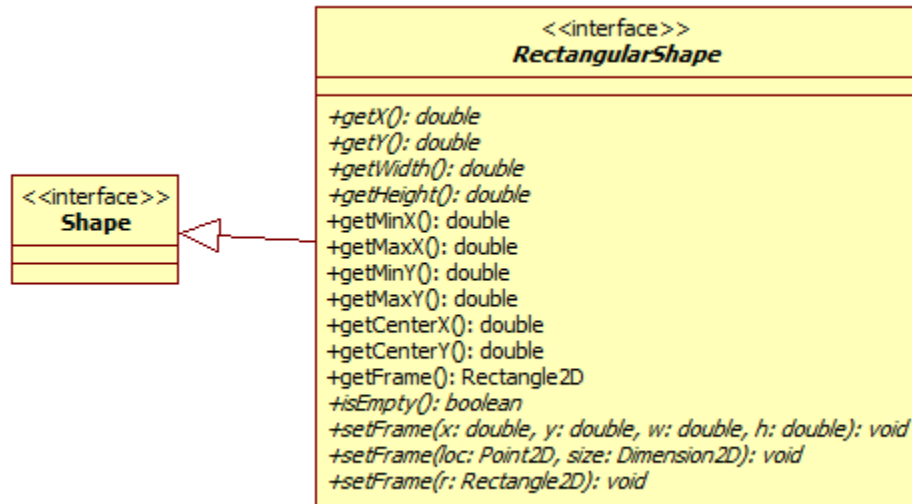 <<interface>>
Shape
<<interface>>
RectangularShape
+getX(): double
+getY(): double
+getWidth(): double
+getHeight(): double
+getMinX(): double
+getMaxX(): double
+getMinY(): double
+getMaxY(): double
+getCenterX(): double
+getCenterY(): double
+getFrame(): Rectangle2D
+isEmpty(): boolean
+setFrame(x: double, y: double, w: double, h: double): void
+setFrame(loc: Point2D, size: Dimension2D): void
+setFrame(r: Rectangle2D): void